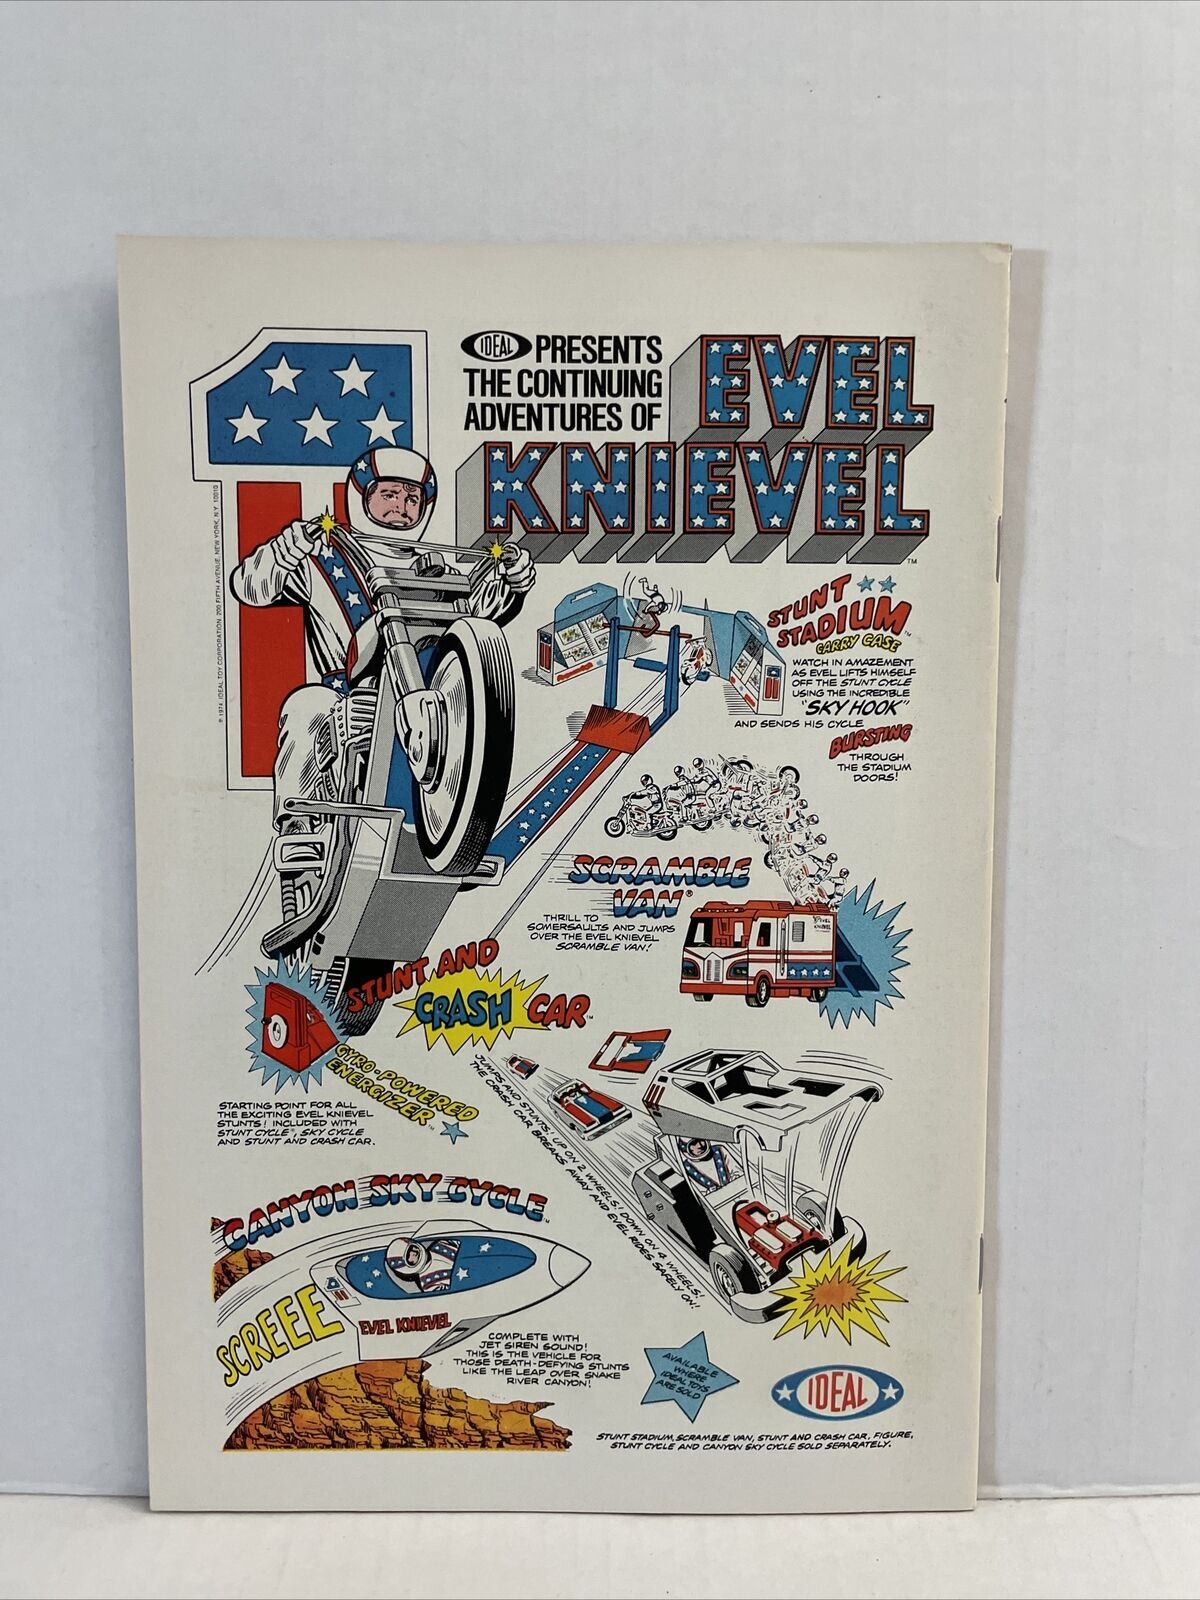 IDEAL PRESENTS
THE CONTINUING
ADVENTURES OF
EVEL
KNIEVEL™
℗ 1974 IDEAL TOY CORPORATION, 200 FIFTH AVENUE, NEW YORK, N.Y. 10010
STUNT
STADIUM™
CARRY CASE
WATCH IN AMAZEMENT
AS EVEL LIFTS HIMSELF
OFF THE STUNT CYCLE
USING THE INCREDIBLE
"SKY HOOK"
AND SENDS HIS CYCLE
BURSTING
THROUGH
THE STADIUM
DOORS!
SCRAMBLE
VAN®
THRILL TO
SOMERSAULTS AND JUMPS
OVER THE EVEL KNIEVEL
SCRAMBLE VAN!
EVEL
KNIEVEL
STUNT AND
CRASH CAR™
GYRO-POWERED
ENERGIZER™
STARTING POINT FOR ALL
THE EXCITING EVEL KNIEVEL
STUNTS! INCLUDED WITH
STUNT CYCLE®, SKY CYCLE
AND STUNT AND CRASH CAR.
JUMPS AND STUNTS, UP ON 2 WHEELS! DOWN ON 4 WHEELS!
THE CRASH CAR BREAKS AWAY AND EVEL RIDES SAFELY ON!
CANYON SKY CYCLE™
SCREEE
EVEL KNIEVEL
COMPLETE WITH
JET SIREN SOUND!
THIS IS THE VEHICLE FOR
THOSE DEATH-DEFYING STUNTS
LIKE THE LEAP OVER SNAKE
RIVER CANYON!
AVAILABLE
WHERE
IDEAL TOYS
ARE SOLD
IDEAL
STUNT STADIUM, SCRAMBLE VAN, STUNT AND CRASH CAR, FIGURE,
STUNT CYCLE AND CANYON SKY CYCLE SOLD SEPARATELY.